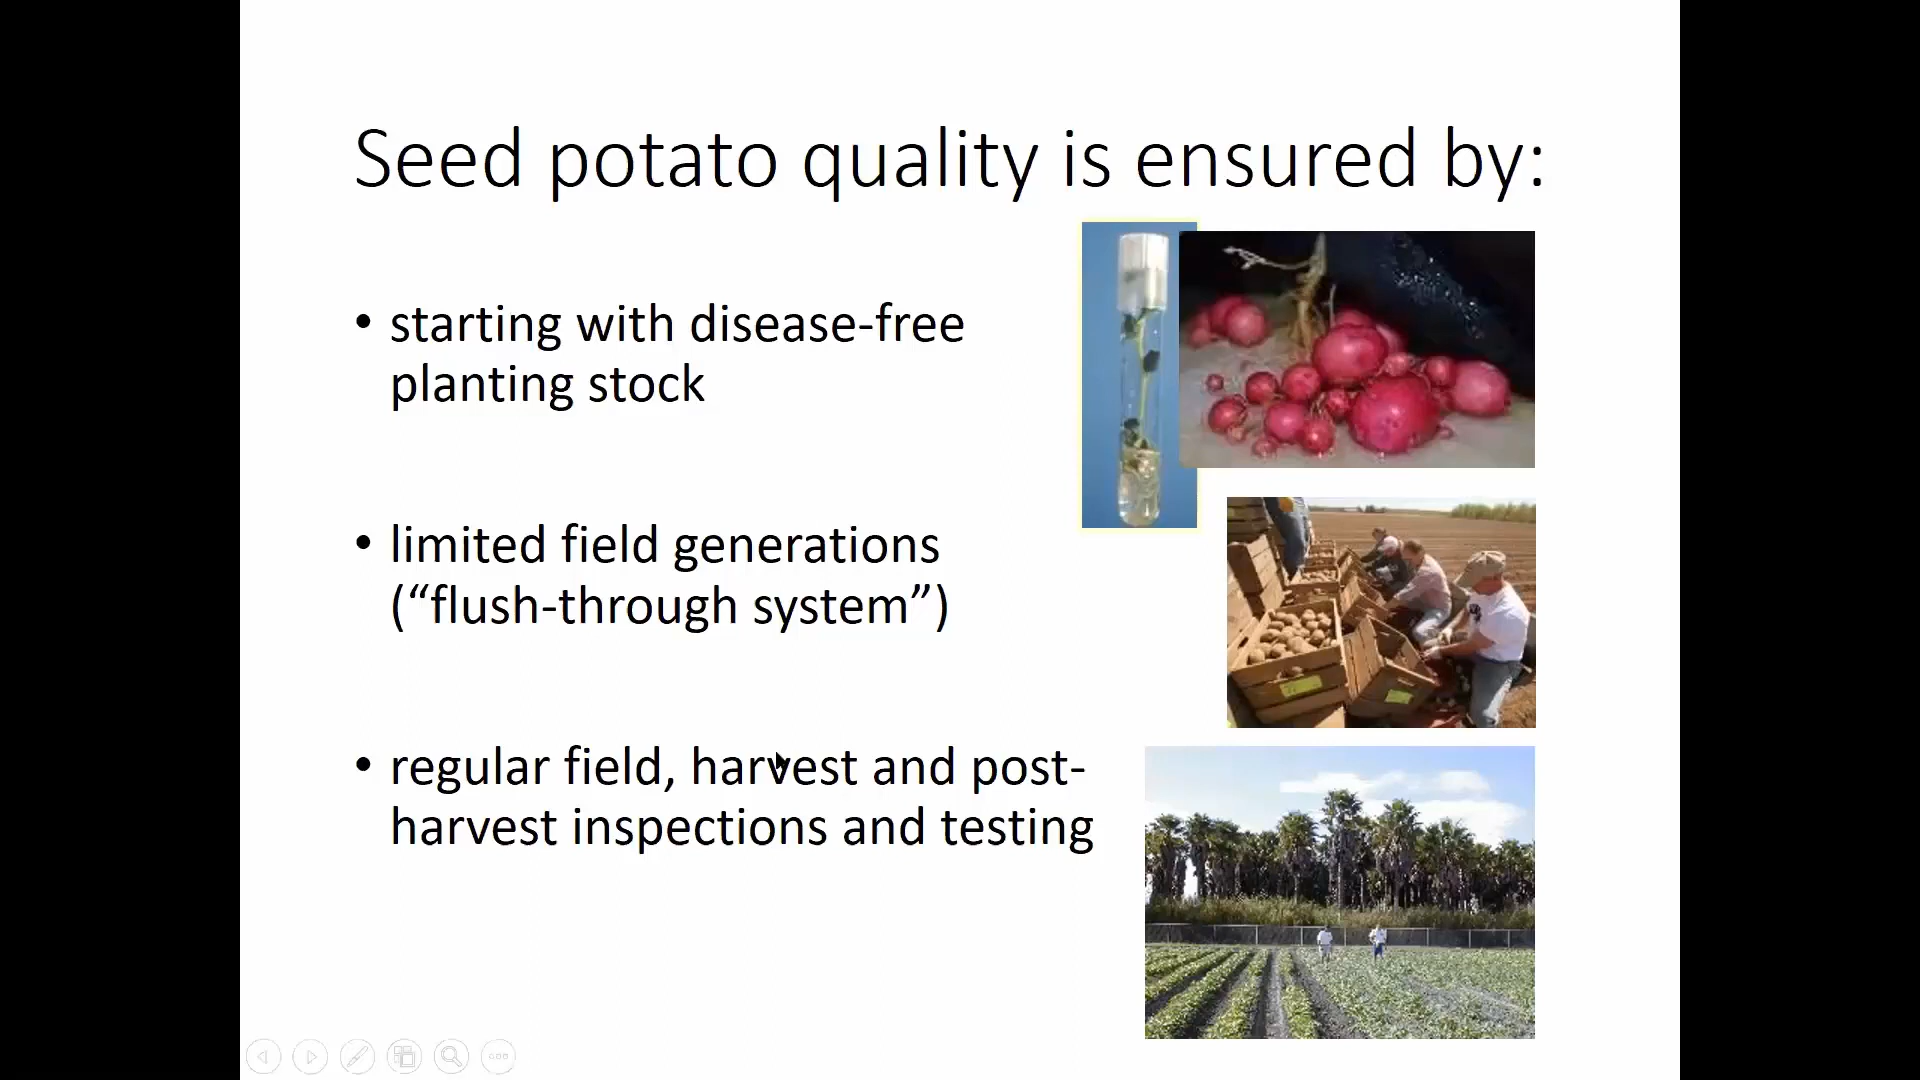 Seed potato quality is ensured by:
• starting with disease-free
planting stock
• limited field generations
(“flush-through system”)
• regular field, harvest and post-
harvest inspections and testing